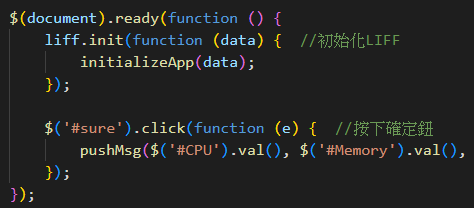 $(document).ready(function () {
    liff.init(function (data) {  //初始化LIFF
        initializeApp(data);
    });

    $('#sure').click(function (e) {  //按下確定鈕
        pushMsg($('#CPU').val(), $('#Memory').val(),
    });
});